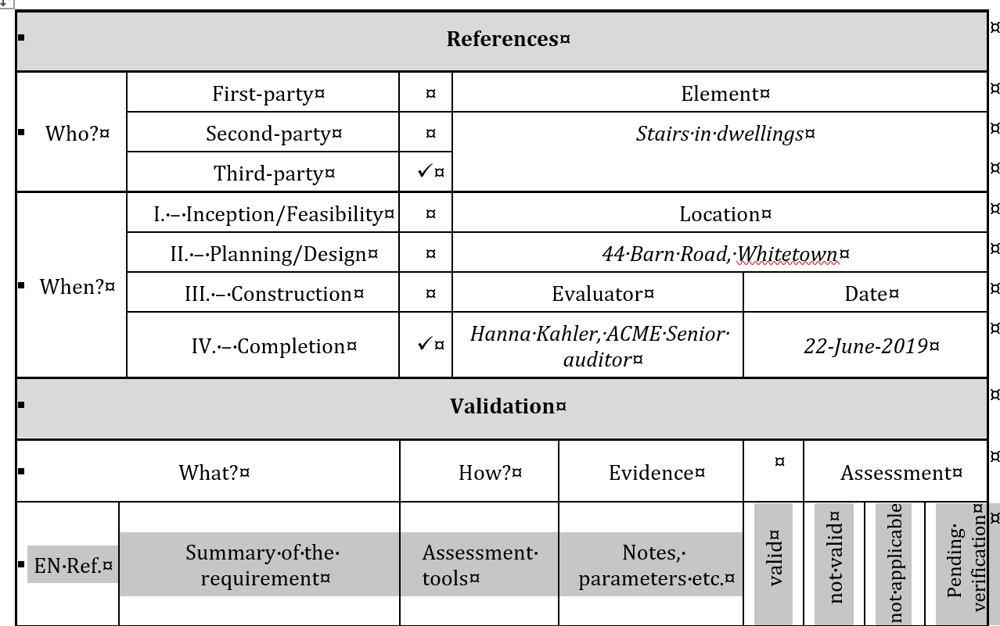 References
First-party
Element
Who?
Second-party
Stairs in dwellings
Third-party
✓
I. – Inception/Feasibility
Location
II. – Planning/Design
44 Barn Road, Whitetown
When?
III. – Construction
Evaluator
Date
IV. – Completion
✓
Hanna Kahler, ACME Senior
auditor
22-June-2019
Validation
What?
How?
Evidence
Assessment
EN Ref.
Summary of the
requirement
Assessment
tools
Notes,
parameters etc.
valid
not valid
not applicable
Pending
verification